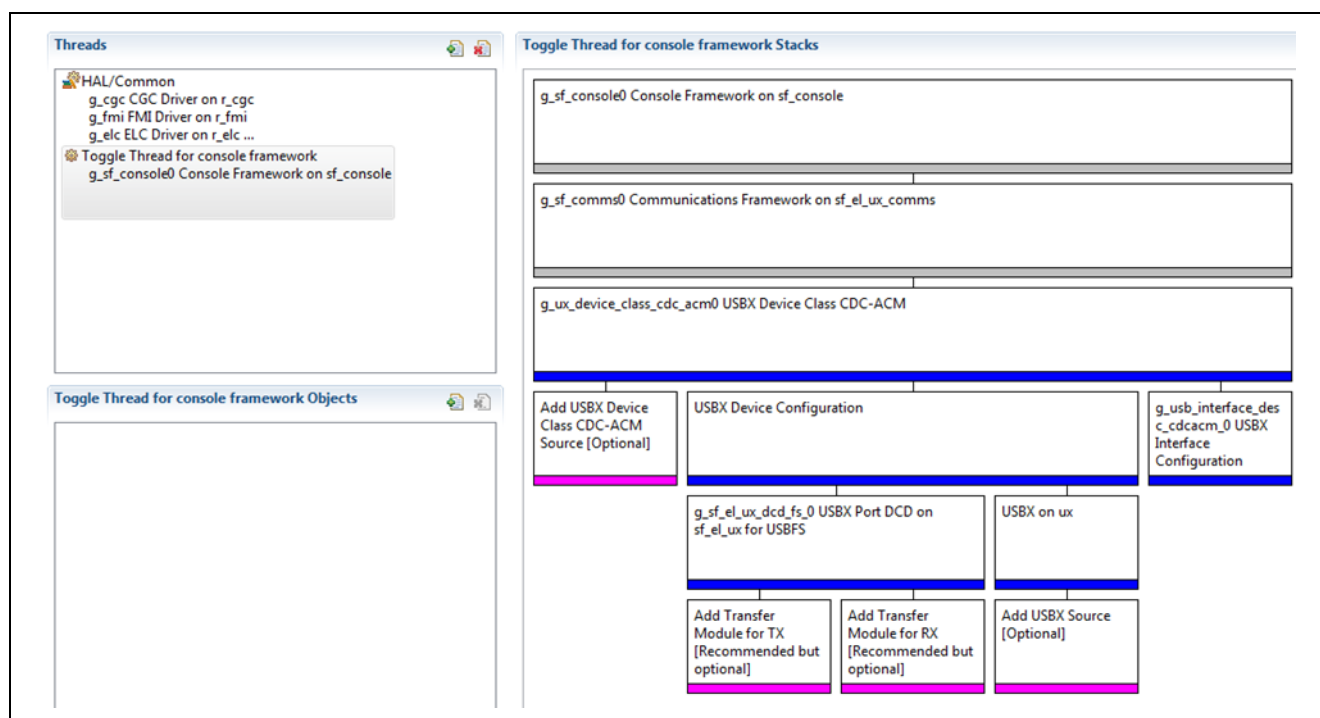 Threads
HAL/Common
g_cgc CGC Driver on r_cgc
g_fmi FMI Driver on r_fmi
g_elc ELC Driver on r_elc ...
Toggle Thread for console framework
g_sf_console0 Console Framework on sf_console
Toggle Thread for console framework Objects
Toggle Thread for console framework Stacks
g_sf_console0 Console Framework on sf_console
g_sf_comms0 Communications Framework on sf_el_ux_comms
g_ux_device_class_cdc_acm0 USBX Device Class CDC-ACM
Add USBX Device
Class CDC-ACM
Source [Optional]
USBX Device Configuration
g_usb_interface_des
c_cdcacm_0 USBX
Interface
Configuration
g_sf_el_ux_dcd_fs_0 USBX Port DCD on
sf_el_ux for USBFS
USBX on ux
Add Transfer
Module for TX
[Recommended but
optional]
Add Transfer
Module for RX
[Recommended but
optional]
Add USBX Source
[Optional]